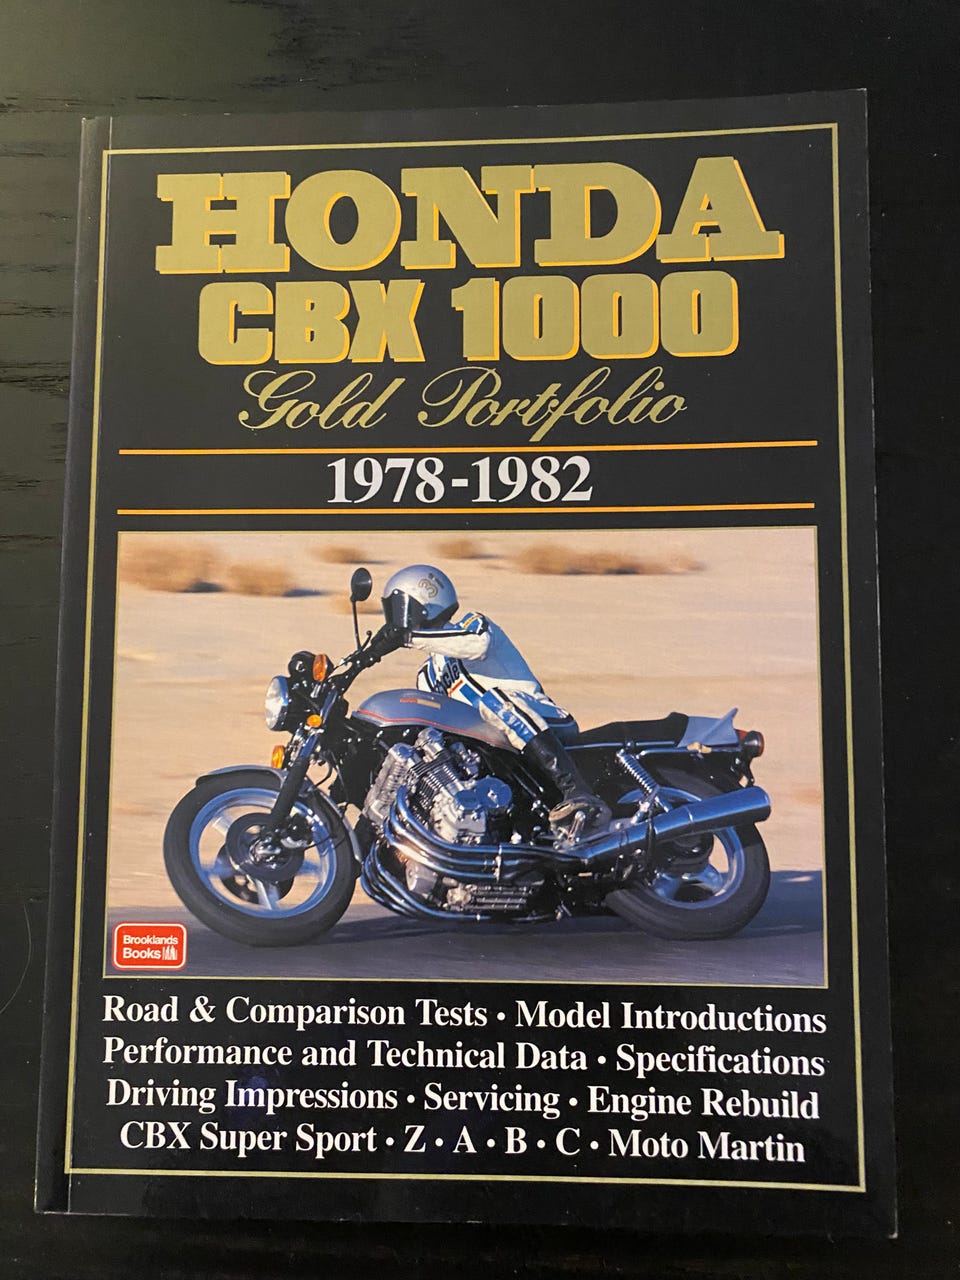 HONDA
CBX 1000
Gold Portfolio
1978-1982
cycle
Brooklands
Books
Road & Comparison Tests · Model Introductions
Performance and Technical Data · Specifications
Driving Impressions · Servicing · Engine Rebuild
CBX Super Sport · Z · A · B · C · Moto Martin